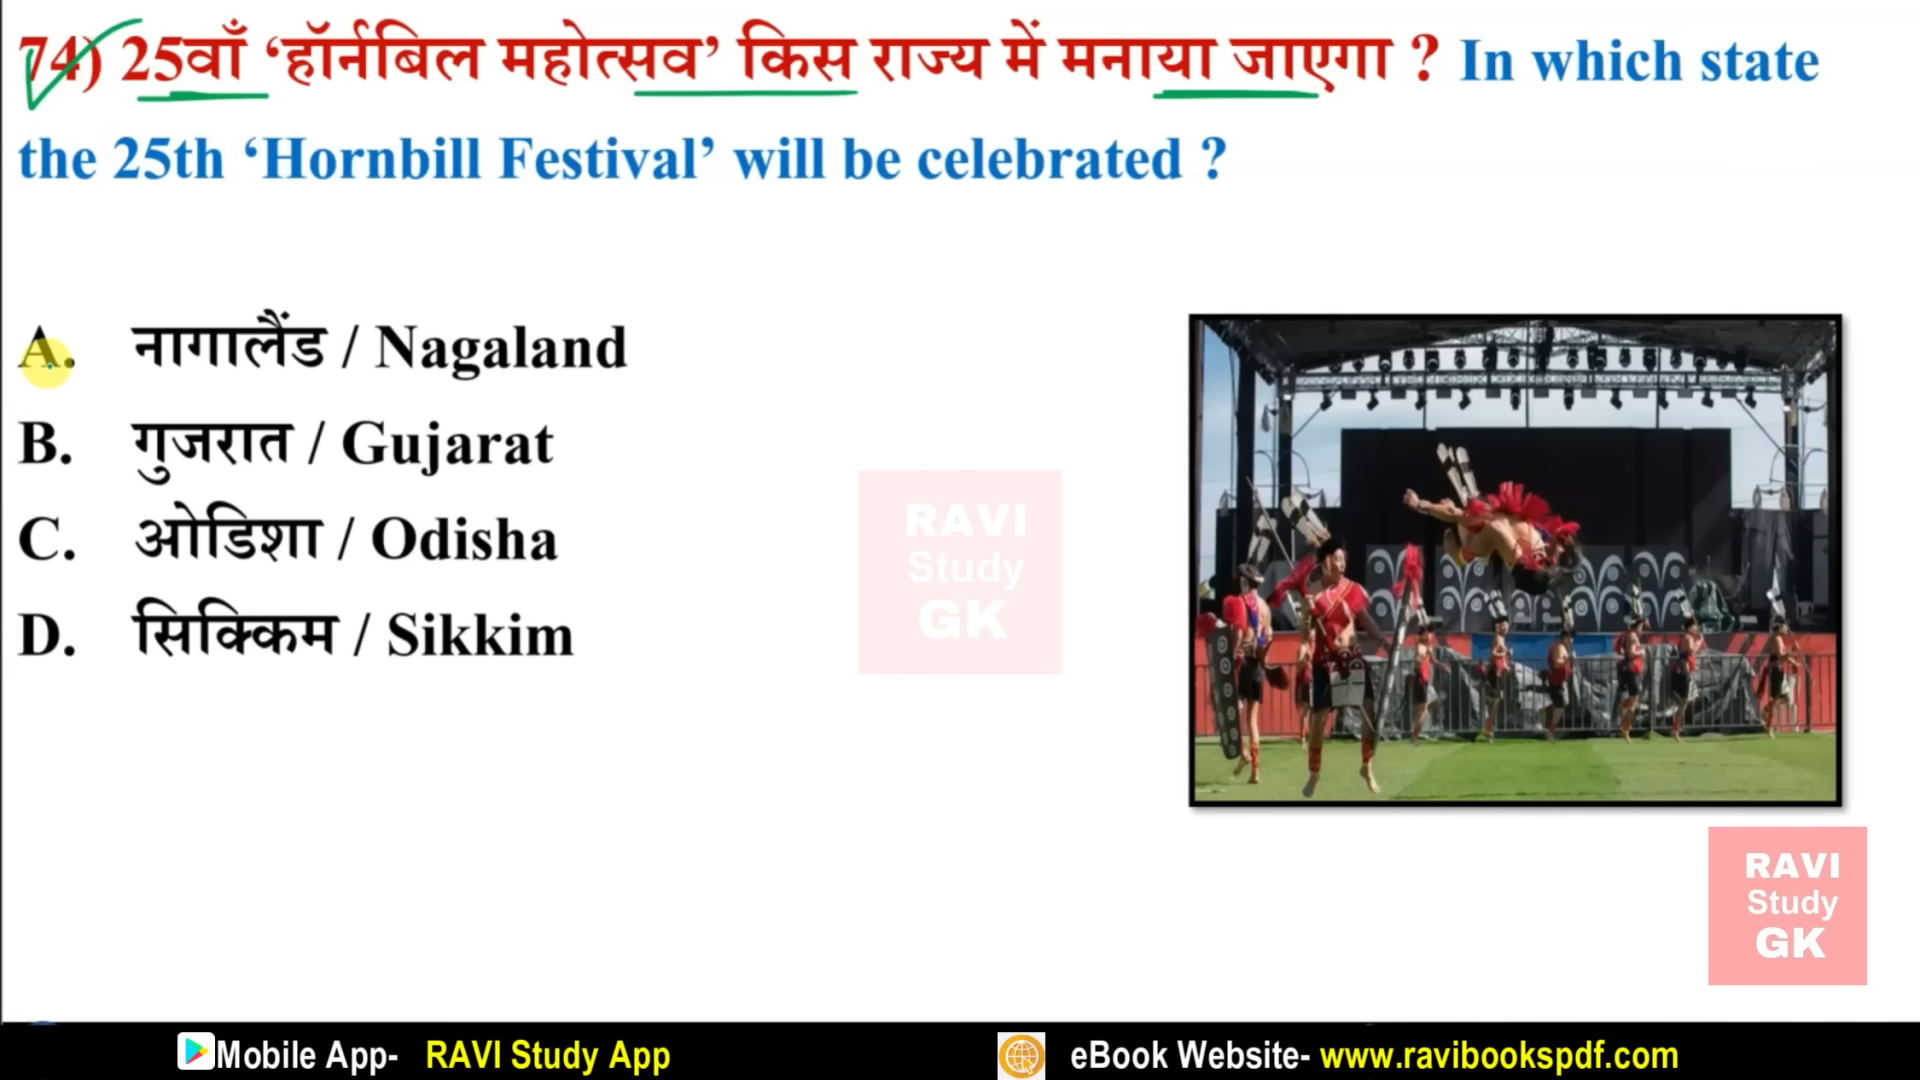 74) 25वाँ ‘हॉर्नबिल महोत्सव’ किस राज्य में मनाया जाएगा ? In which state
the 25th ‘Hornbill Festival’ will be celebrated ?
A. नागालैंड / Nagaland
B. गुजरात / Gujarat
C. ओडिशा / Odisha
D. सिक्किम / Sikkim
RAVI
Study
GK
RAVI
Study
GK
Mobile App- RAVI Study App
eBook Website- www.ravibookspdf.com